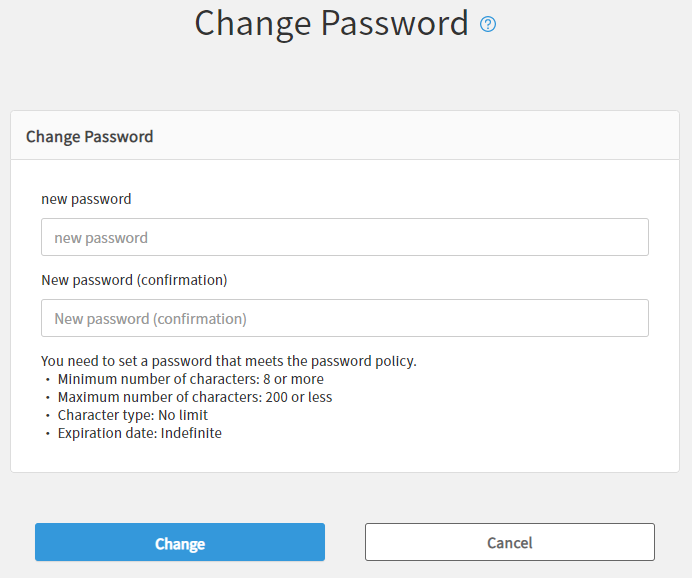 Change Password ?
Change Password
new password
new password
New password (confirmation)
New password (confirmation)
You need to set a password that meets the password policy.
・ Minimum number of characters: 8 or more
・ Maximum number of characters: 200 or less
・ Character type: No limit
・ Expiration date: Indefinite
Change
Cancel